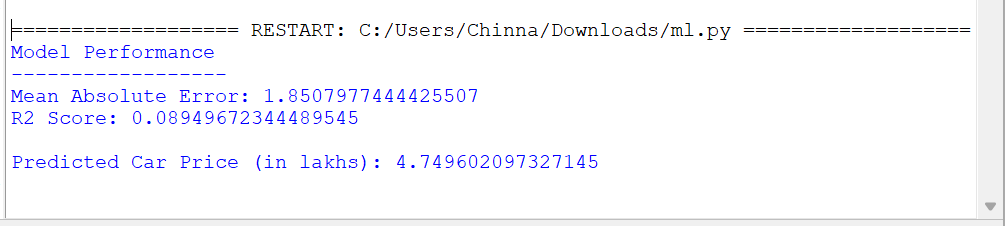 =================== RESTART: C:/Users/Chinna/Downloads/ml.py ===================
Model Performance
------------------
Mean Absolute Error: 1.8507977444425507
R2 Score: 0.08949672344489545
Predicted Car Price (in lakhs): 4.749602097327145